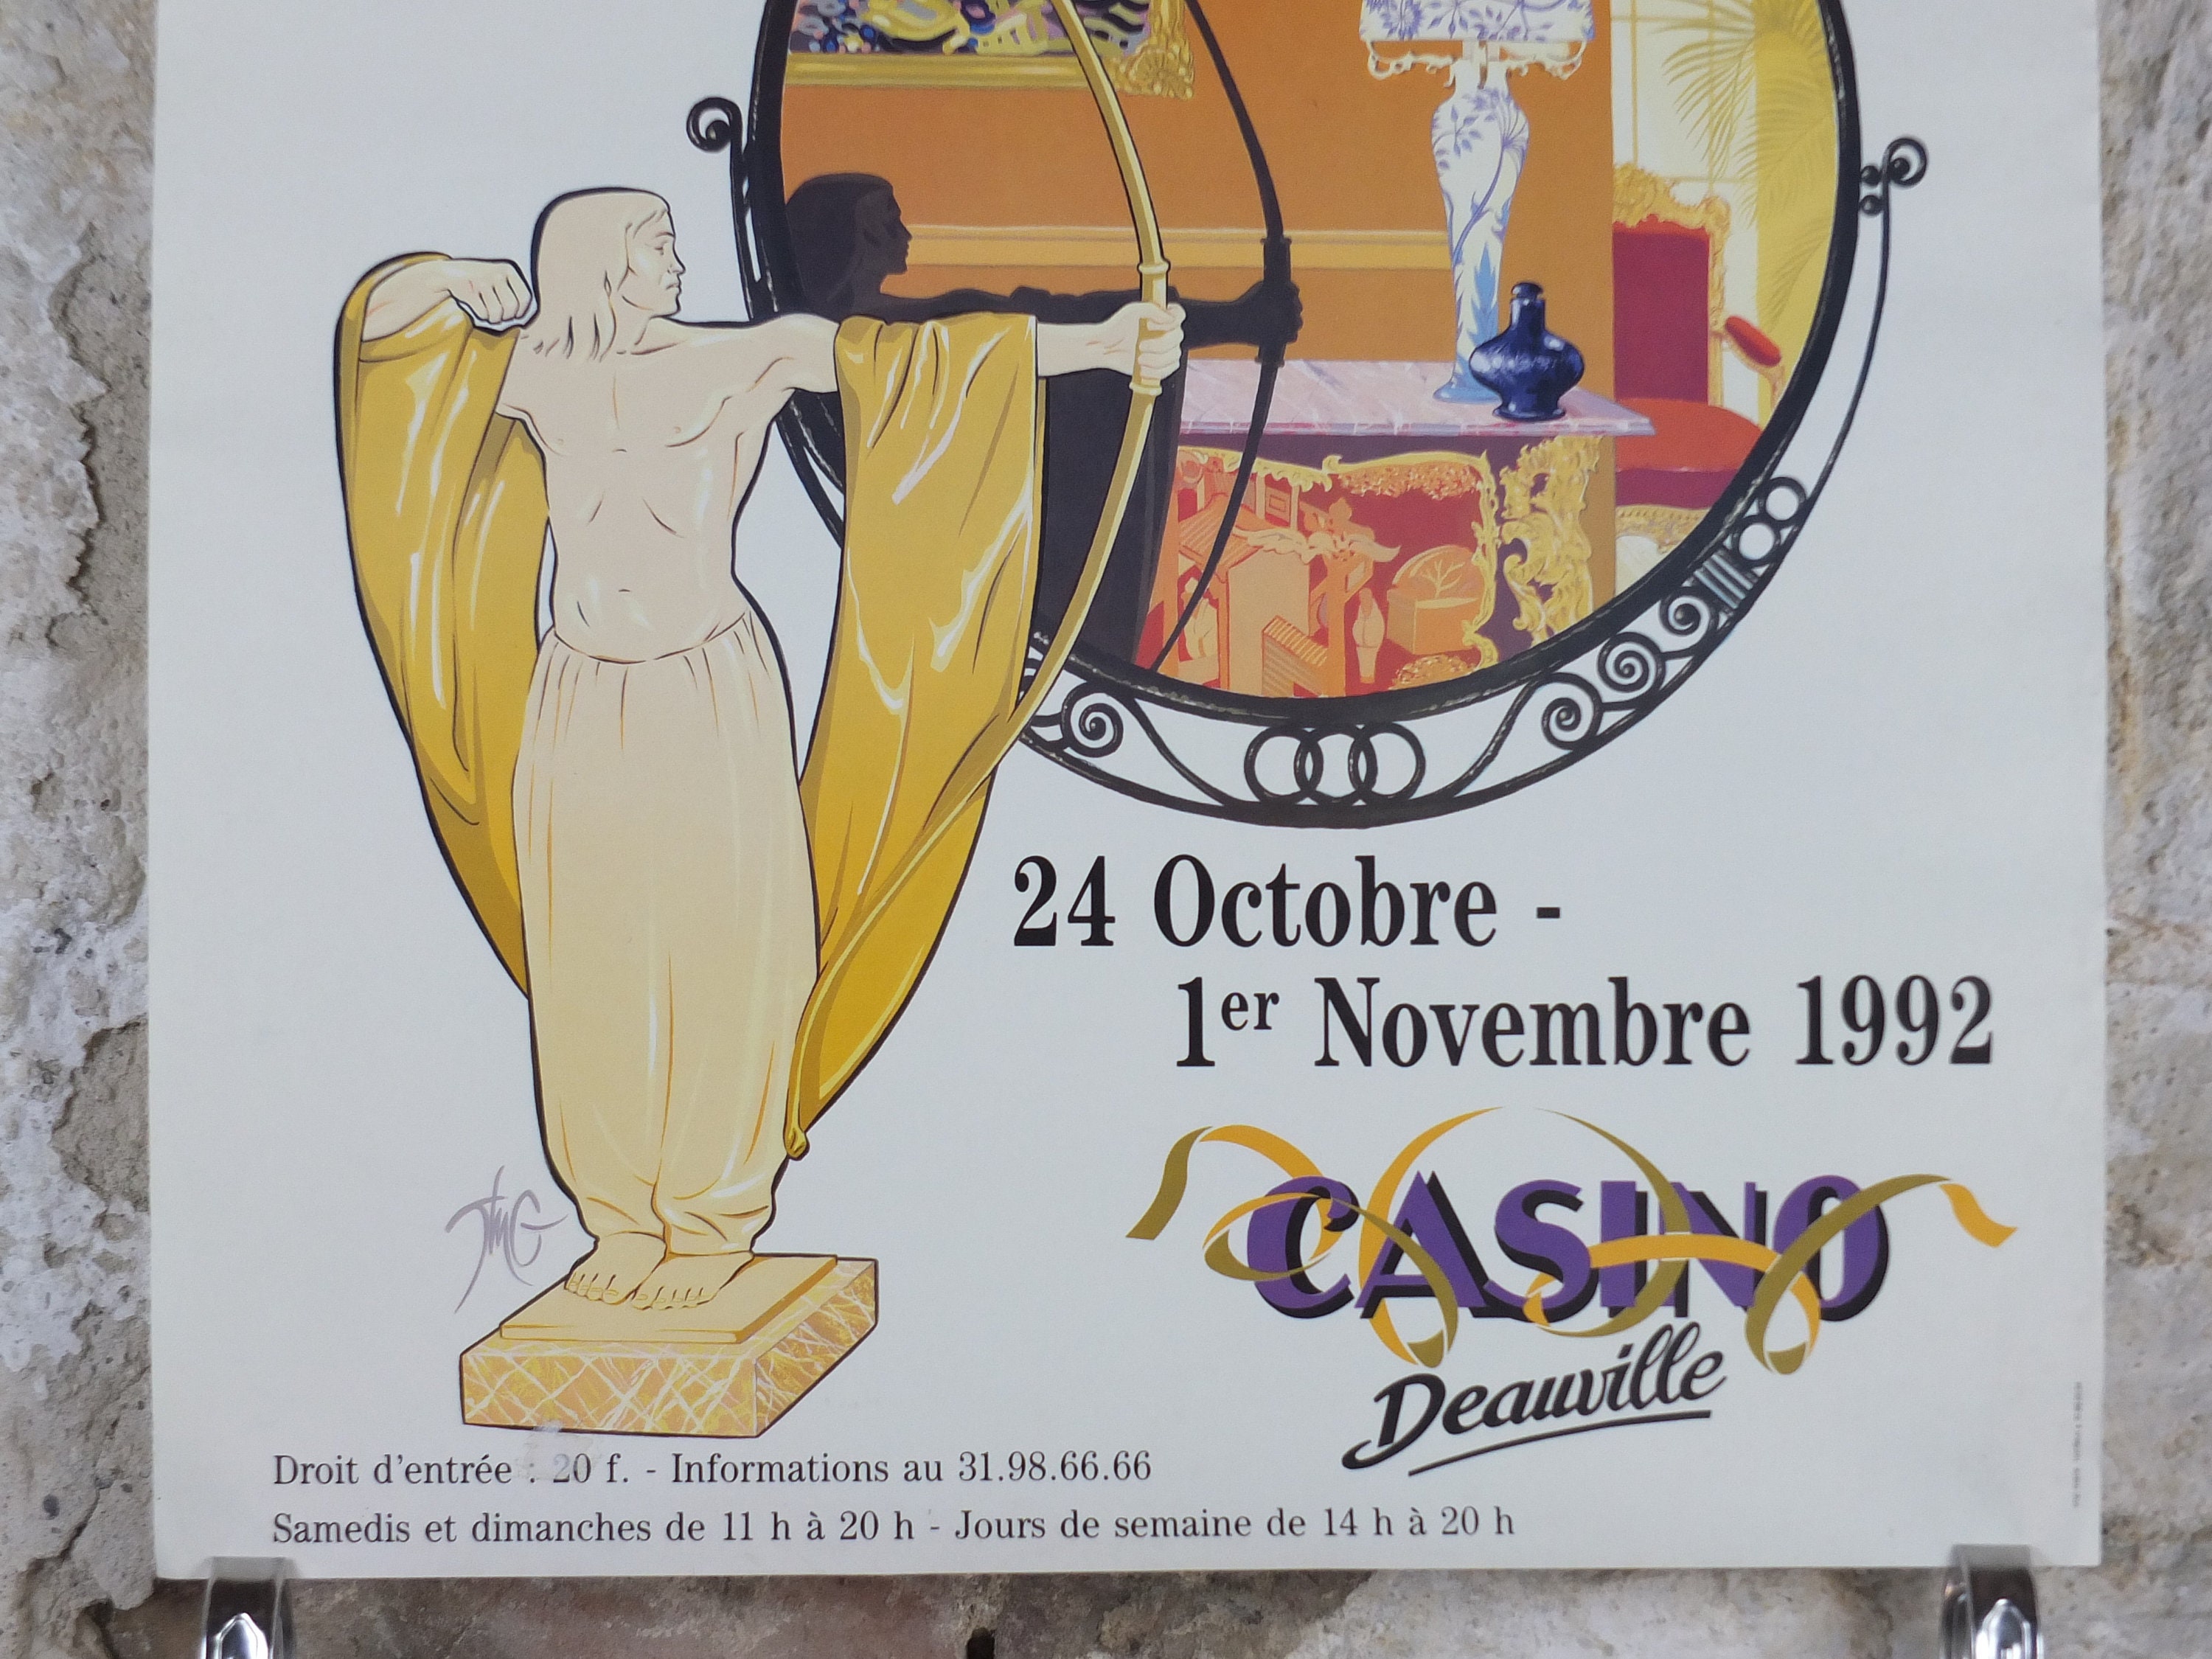 24 Octobre -
1er Novembre 1992
CASINO
Deauville
Droit d'entrée : 20 f. - Informations au 31.98.66.66
Samedis et dimanches de 11 h à 20 h - Jours de semaine de 14 h à 20 h